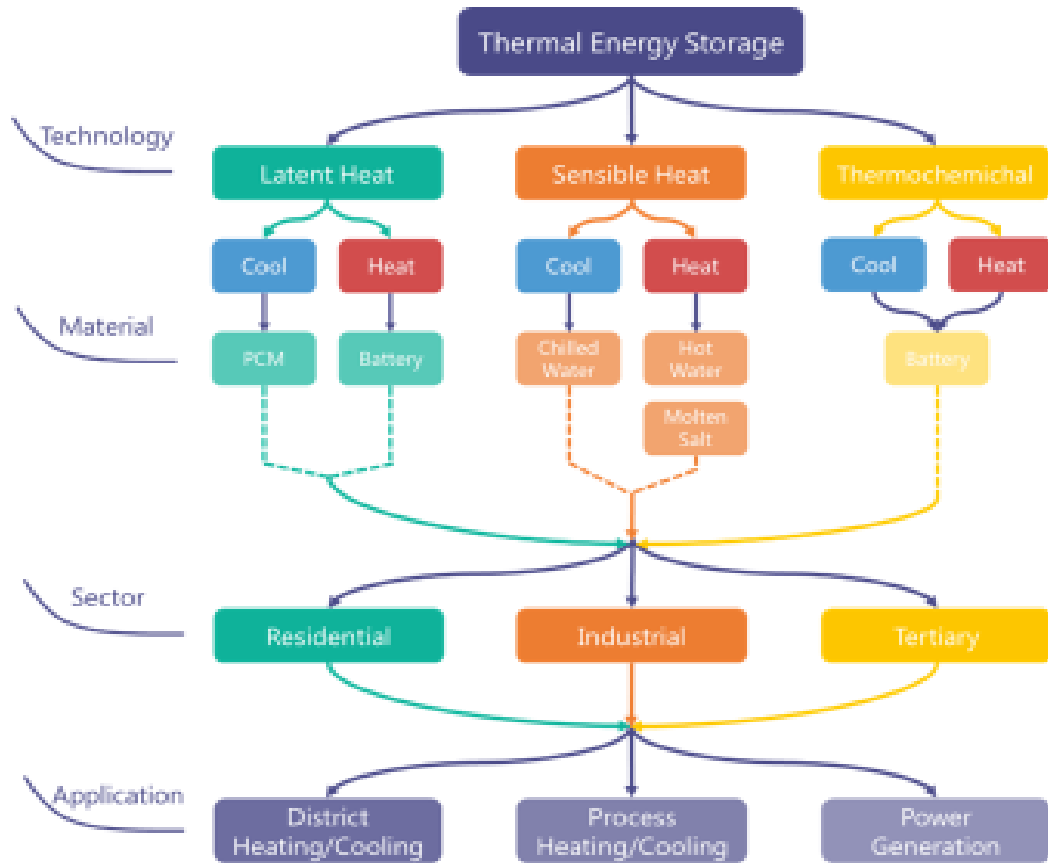 Thermal Energy Storage
Technology
Latent Heat
Sensible Heat
Thermochemichal
Cool
Heat
Cool
Heat
Cool
Heat
Material
PCM
Battery
Chilled
Water
Hot
Water
Battery
Molten
Salt
Sector
Residential
Industrial
Tertiary
Application
District
Heating/Cooling
Process
Heating/Cooling
Power
Generation